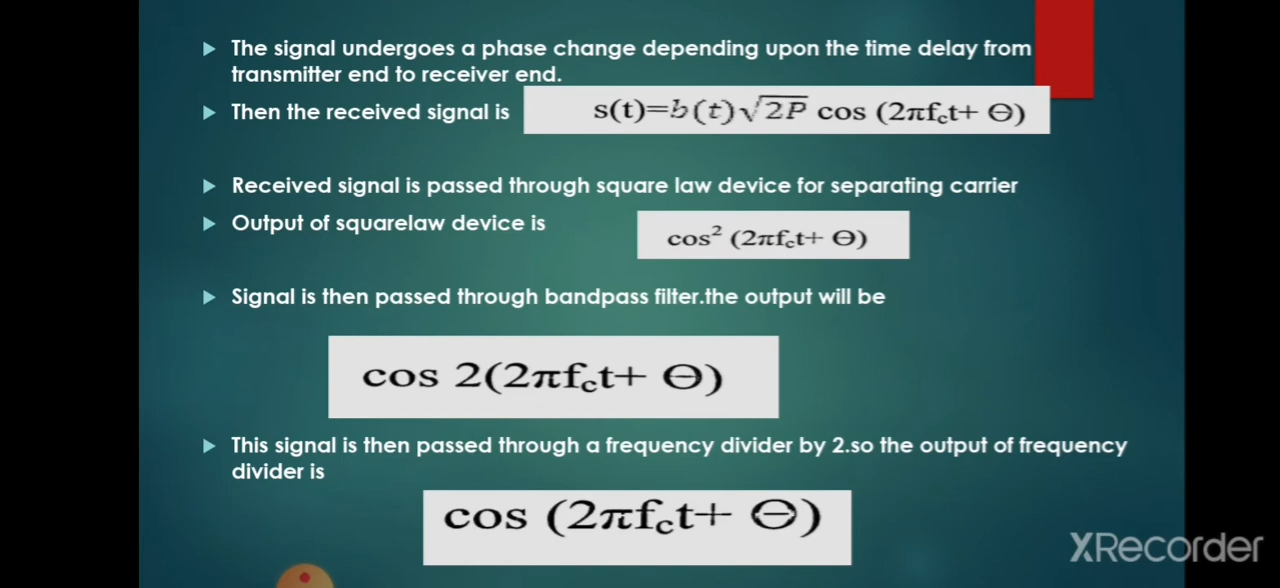 The signal undergoes a phase change depending upon the time delay from
transmitter end to receiver end.
Then the received signal is s(t)=b(t)√2P cos (2πfct+ Θ)
Received signal is passed through square law device for separating carrier
Output of squarelaw device is cos² (2πfct+ Θ)
Signal is then passed through bandpass filter.the output will be
cos 2(2πfct+ Θ)
This signal is then passed through a frequency divider by 2.so the output of frequency
divider is
cos (2πfct+ Θ)
XRecorder